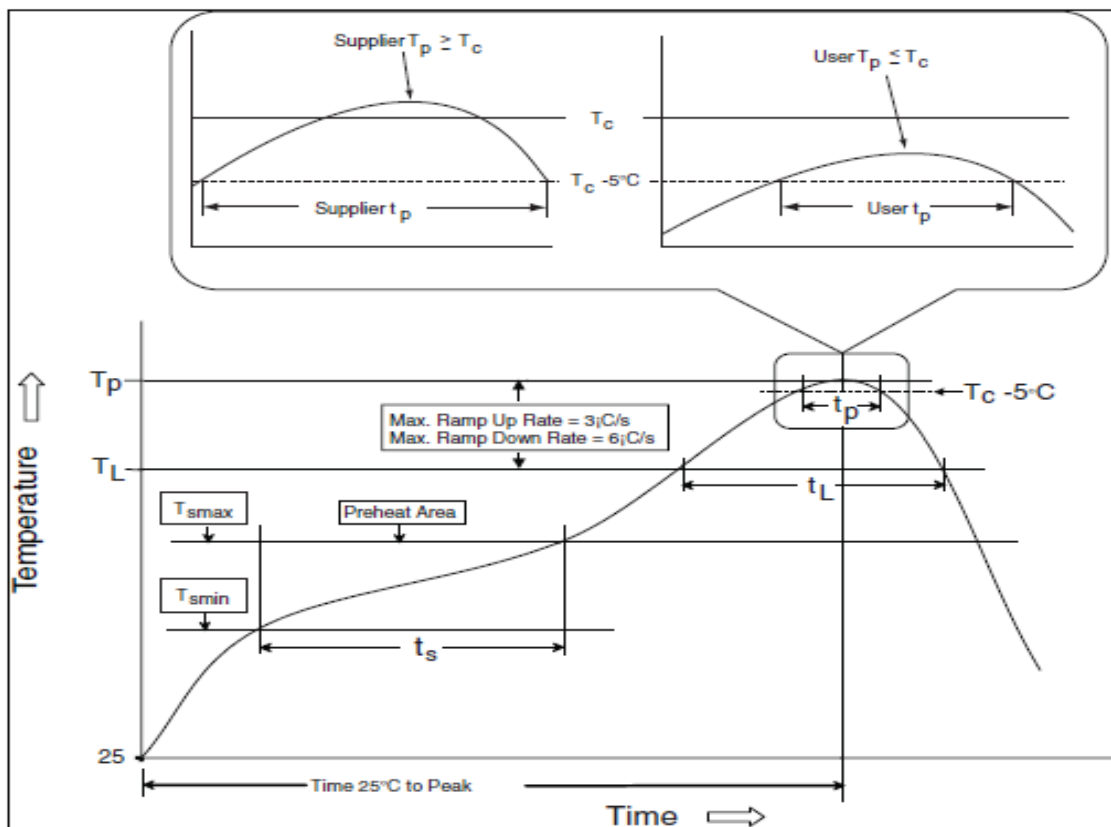 Supplier Tp ≥ Tc
User Tp ≤ Tc
Tc
Tc -5°C
Supplier tp
User tp
Tp
Tc -5°C
tp
Max. Ramp Up Rate = 3¡C/s
Max. Ramp Down Rate = 6¡C/s
TL
tL
Tsmax
Preheat Area
Tsmin
ts
Temperature
25
Time 25°C to Peak
Time